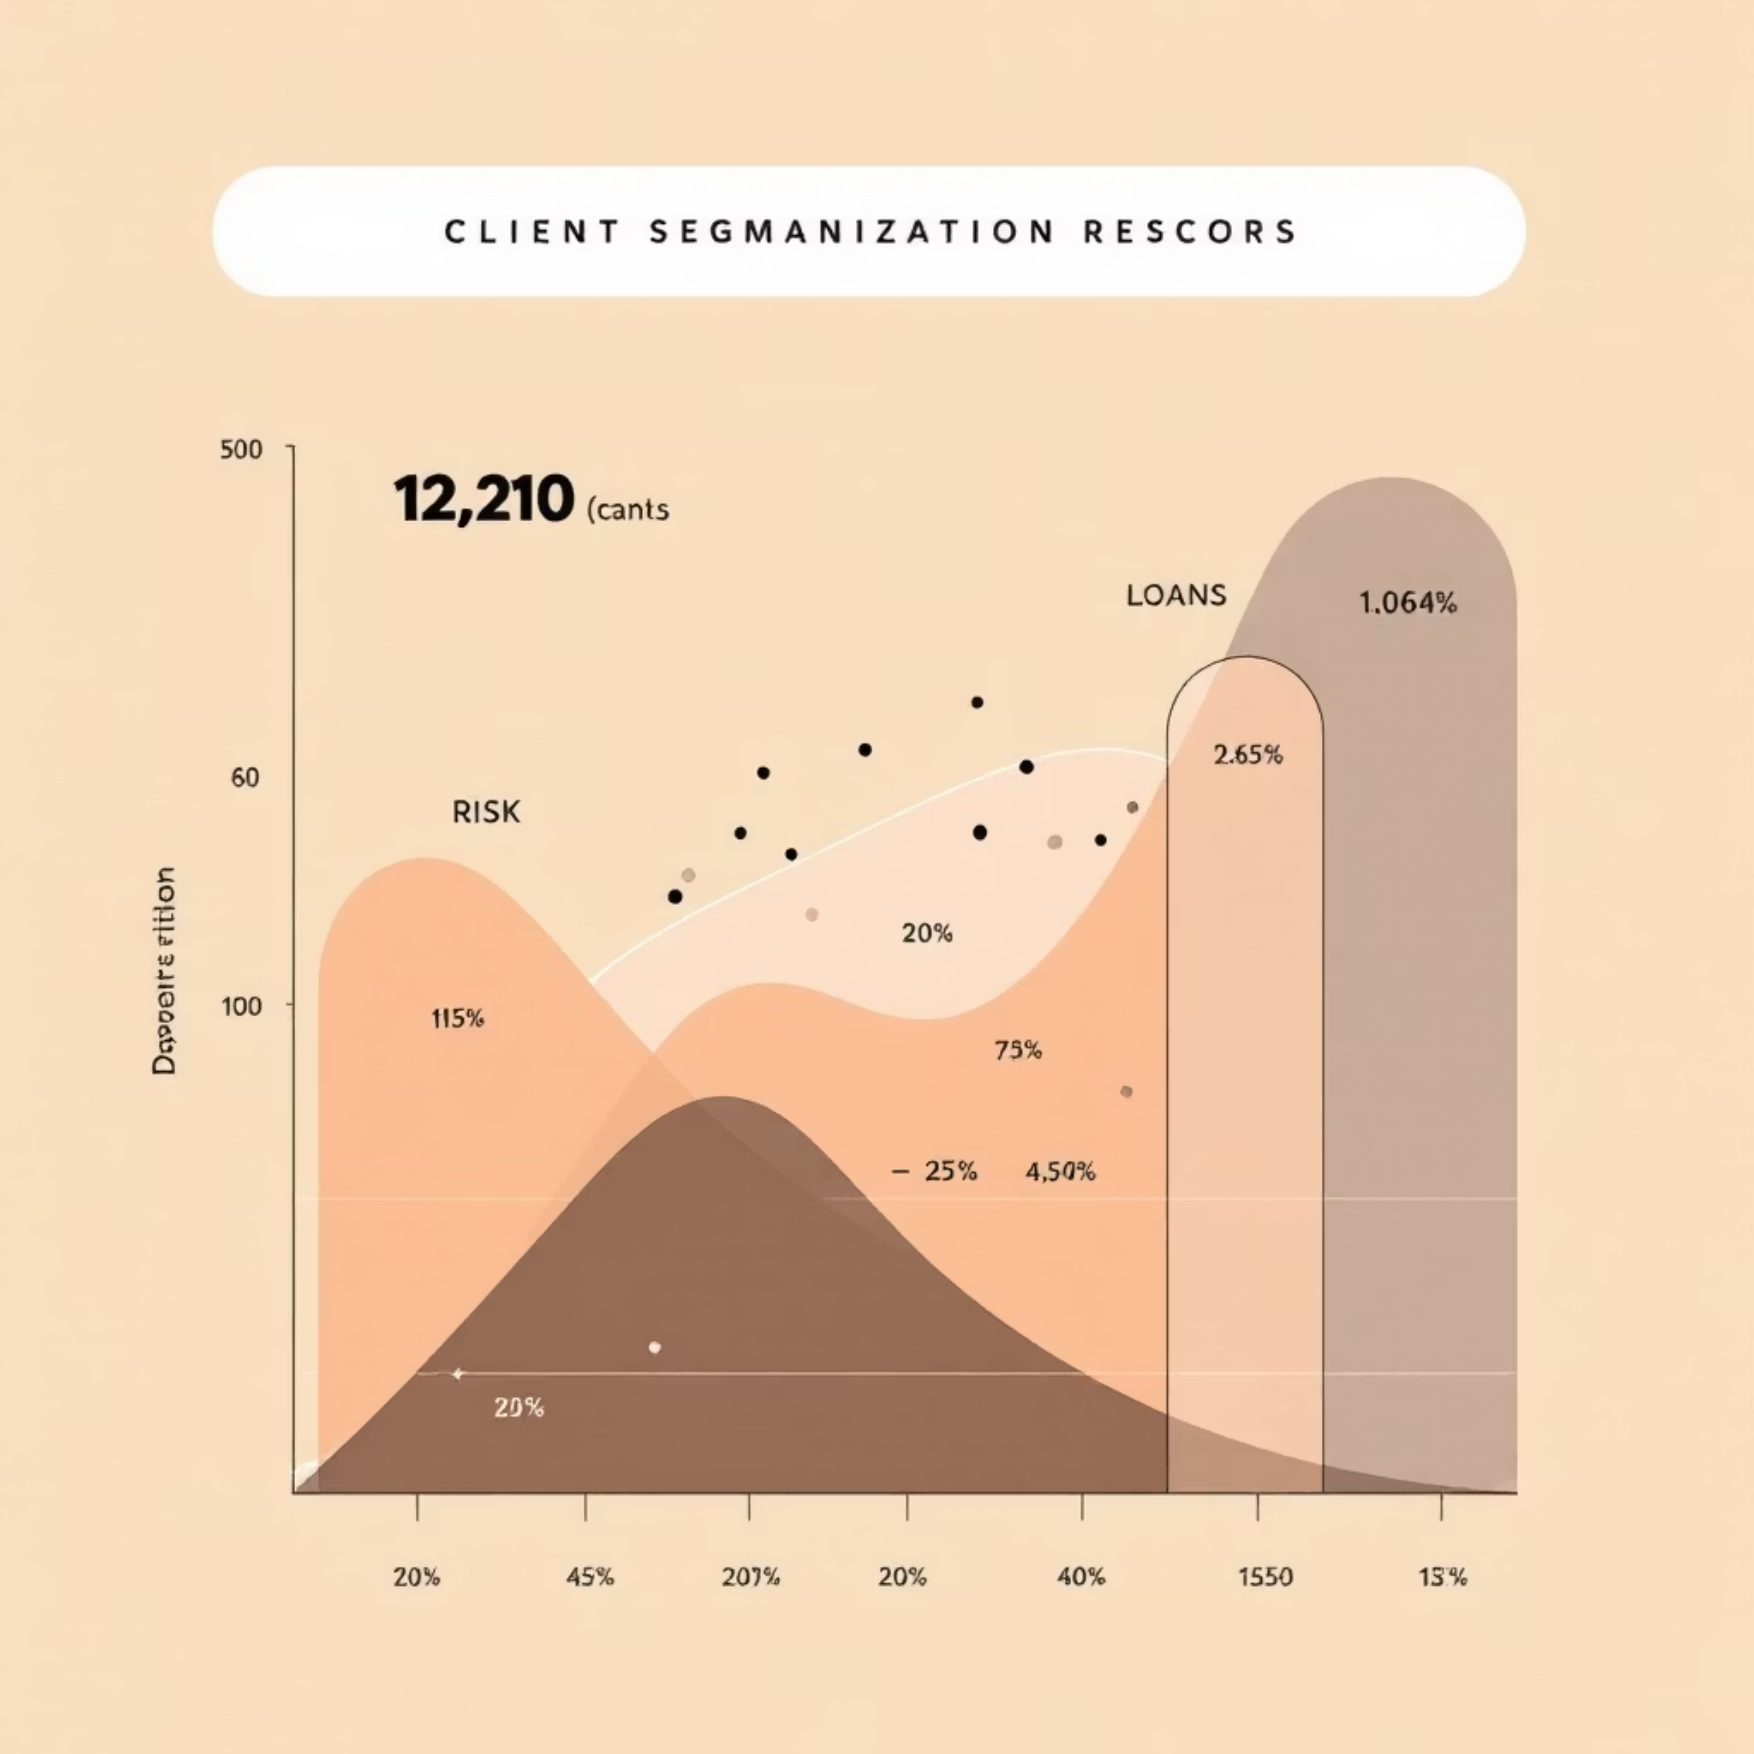 CLIENT SEGMANIZATION RESCORS
500
12,210 (cants
LOANS
1.064%
2.65%
60
RISK
20%
100
115%
75%
– 25% 4,50%
20%
20% 45% 20% 40% 1550